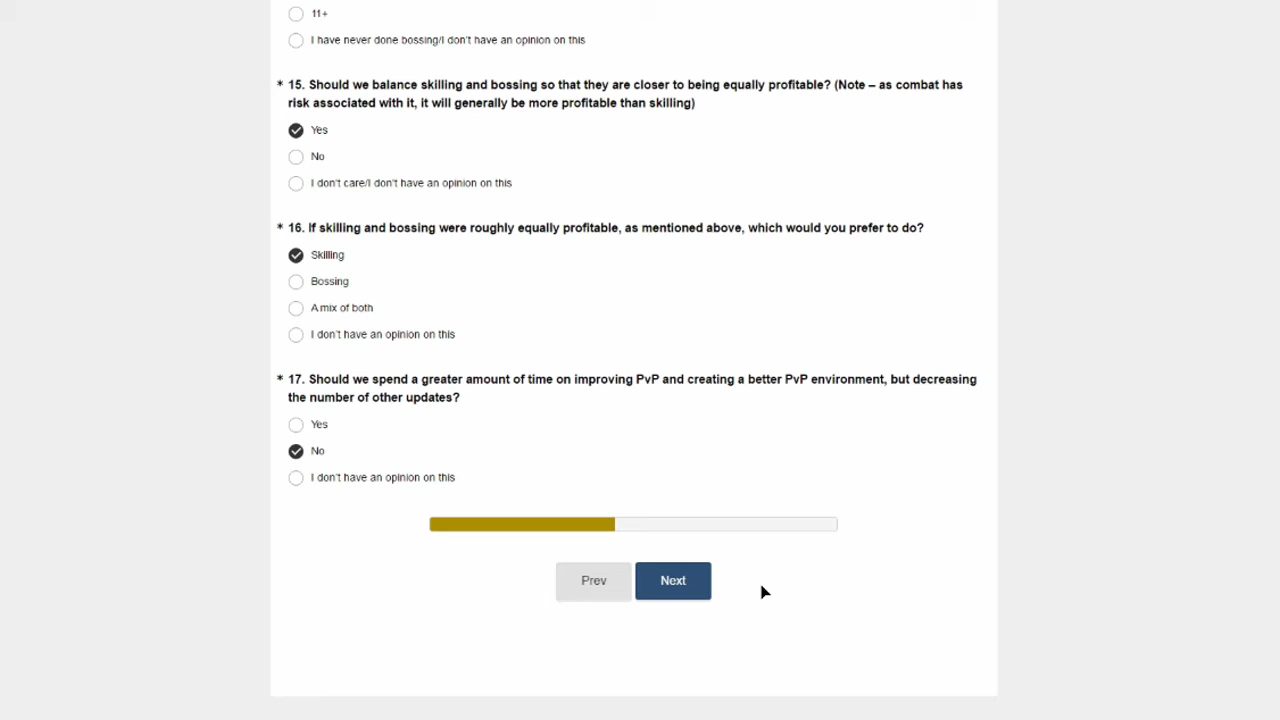 11+
I have never done bossing/I don't have an opinion on this
* 15. Should we balance skilling and bossing so that they are closer to being equally profitable? (Note – as combat has
risk associated with it, it will generally be more profitable than skilling)
Yes
No
I don't care/I don't have an opinion on this
* 16. If skilling and bossing were roughly equally profitable, as mentioned above, which would you prefer to do?
Skilling
Bossing
A mix of both
I don't have an opinion on this
* 17. Should we spend a greater amount of time on improving PvP and creating a better PvP environment, but decreasing
the number of other updates?
Yes
No
I don't have an opinion on this
Prev Next